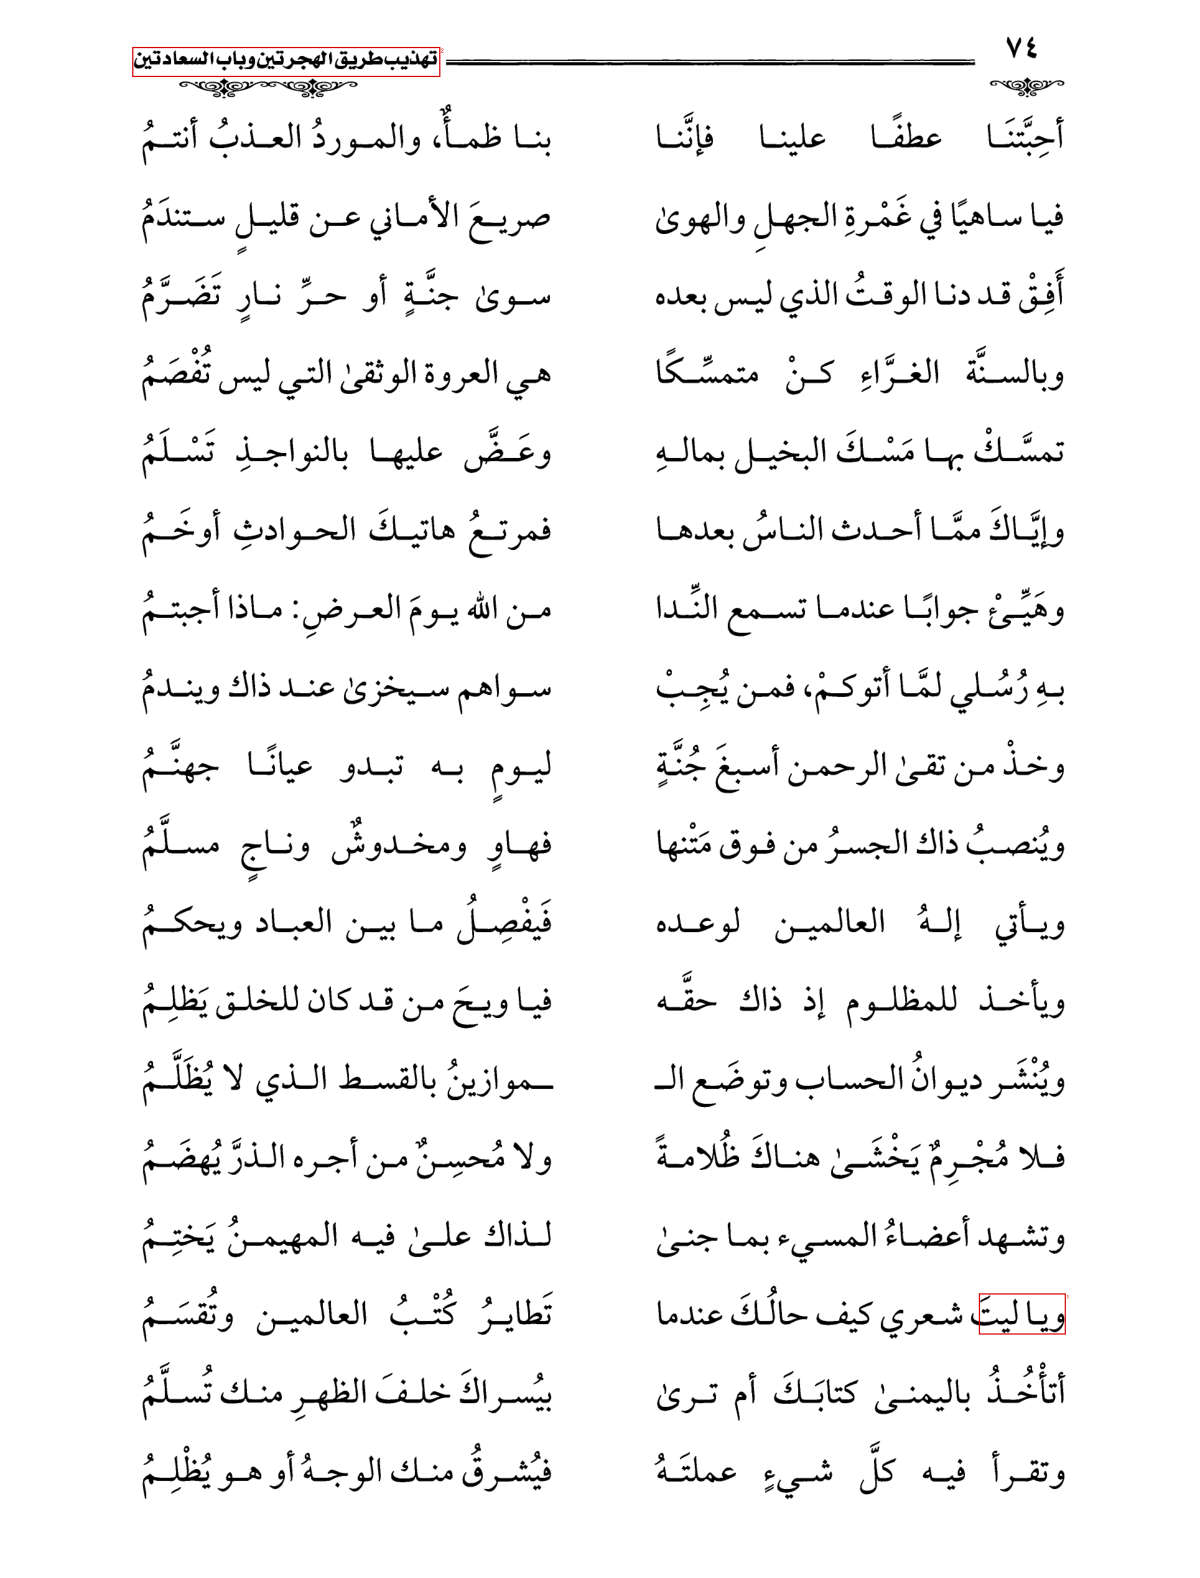 ٧٤ تهذيب طريق الهجرتين وباب السعادتين
أحِبَّتنَا عطفًا علينا فإنَّنا بنا ظمأٌ، والموردُ العذبُ أنتمُ
فيا ساهيًا في غَمْرةِ الجهلِ والهوىٰ صريعَ الأماني عن قليلٍ ستندَمُ
أَفِقْ قد دنا الوقتُ الذي ليس بعده سوىٰ جنَّةٍ أو حرِّ نارٍ تَضَرَّمُ
وبالسنَّة الغرَّاءِ كنْ متمسِّكًا هي العروة الوثقىٰ التي ليس تُفْصَمُ
تمسَّكْ بها مَسْكَ البخيل بمالهِ وعَضَّ عليها بالنواجذِ تَسْلَمُ
وإيَّاكَ ممَّا أحدث الناسُ بعدها فمرتعُ هاتيكَ الحوادثِ أوخَمُ
وهَيِّئْ جوابًا عندما تسمع النِّدا من الله يومَ العرضِ: ماذا أجبتمُ
بهِ رُسُلي لمَّا أتوكمْ، فمن يُجِبْ سواهم سيخزىٰ عند ذاك ويندمُ
وخذْ من تقىٰ الرحمن أسبغَ جُنَّةٍ ليومٍ به تبدو عيانًا جهنَّمُ
ويُنصبُ ذاك الجسرُ من فوق مَتْنها فهاوٍ ومخدوشٌ وناجٍ مسلَّمُ
ويأتي إلهُ العالمين لوعده فَيفْصِلُ ما بين العباد ويحكمُ
ويأخذ للمظلوم إذ ذاك حقَّه فيا ويحَ من قد كان للخلق يَظلِمُ
ويُنْشَر ديوانُ الحساب وتوضَع الـ ـموازينُ بالقسط الذي لا يُظَلَّمُ
فلا مُجْرِمٌ يَخْشَىٰ هناكَ ظُلامةً ولا مُحسِنٌ من أجره الذرَّ يُهضَمُ
وتشهد أعضاءُ المسيء بما جنىٰ لذاك علىٰ فيه المهيمنُ يَختِمُ
ويا ليتَ شعري كيف حالُكَ عندما تَطايرُ كُتْبُ العالمين وتُقسَمُ
أتأْخُذُ باليمنىٰ كتابَكَ أم ترىٰ بيُسراكَ خلفَ الظهرِ منك تُسلَّمُ
وتقرأ فيه كلَّ شيءٍ عملتَهُ فيُشرقُ منك الوجهُ أو هو يُظْلِمُ